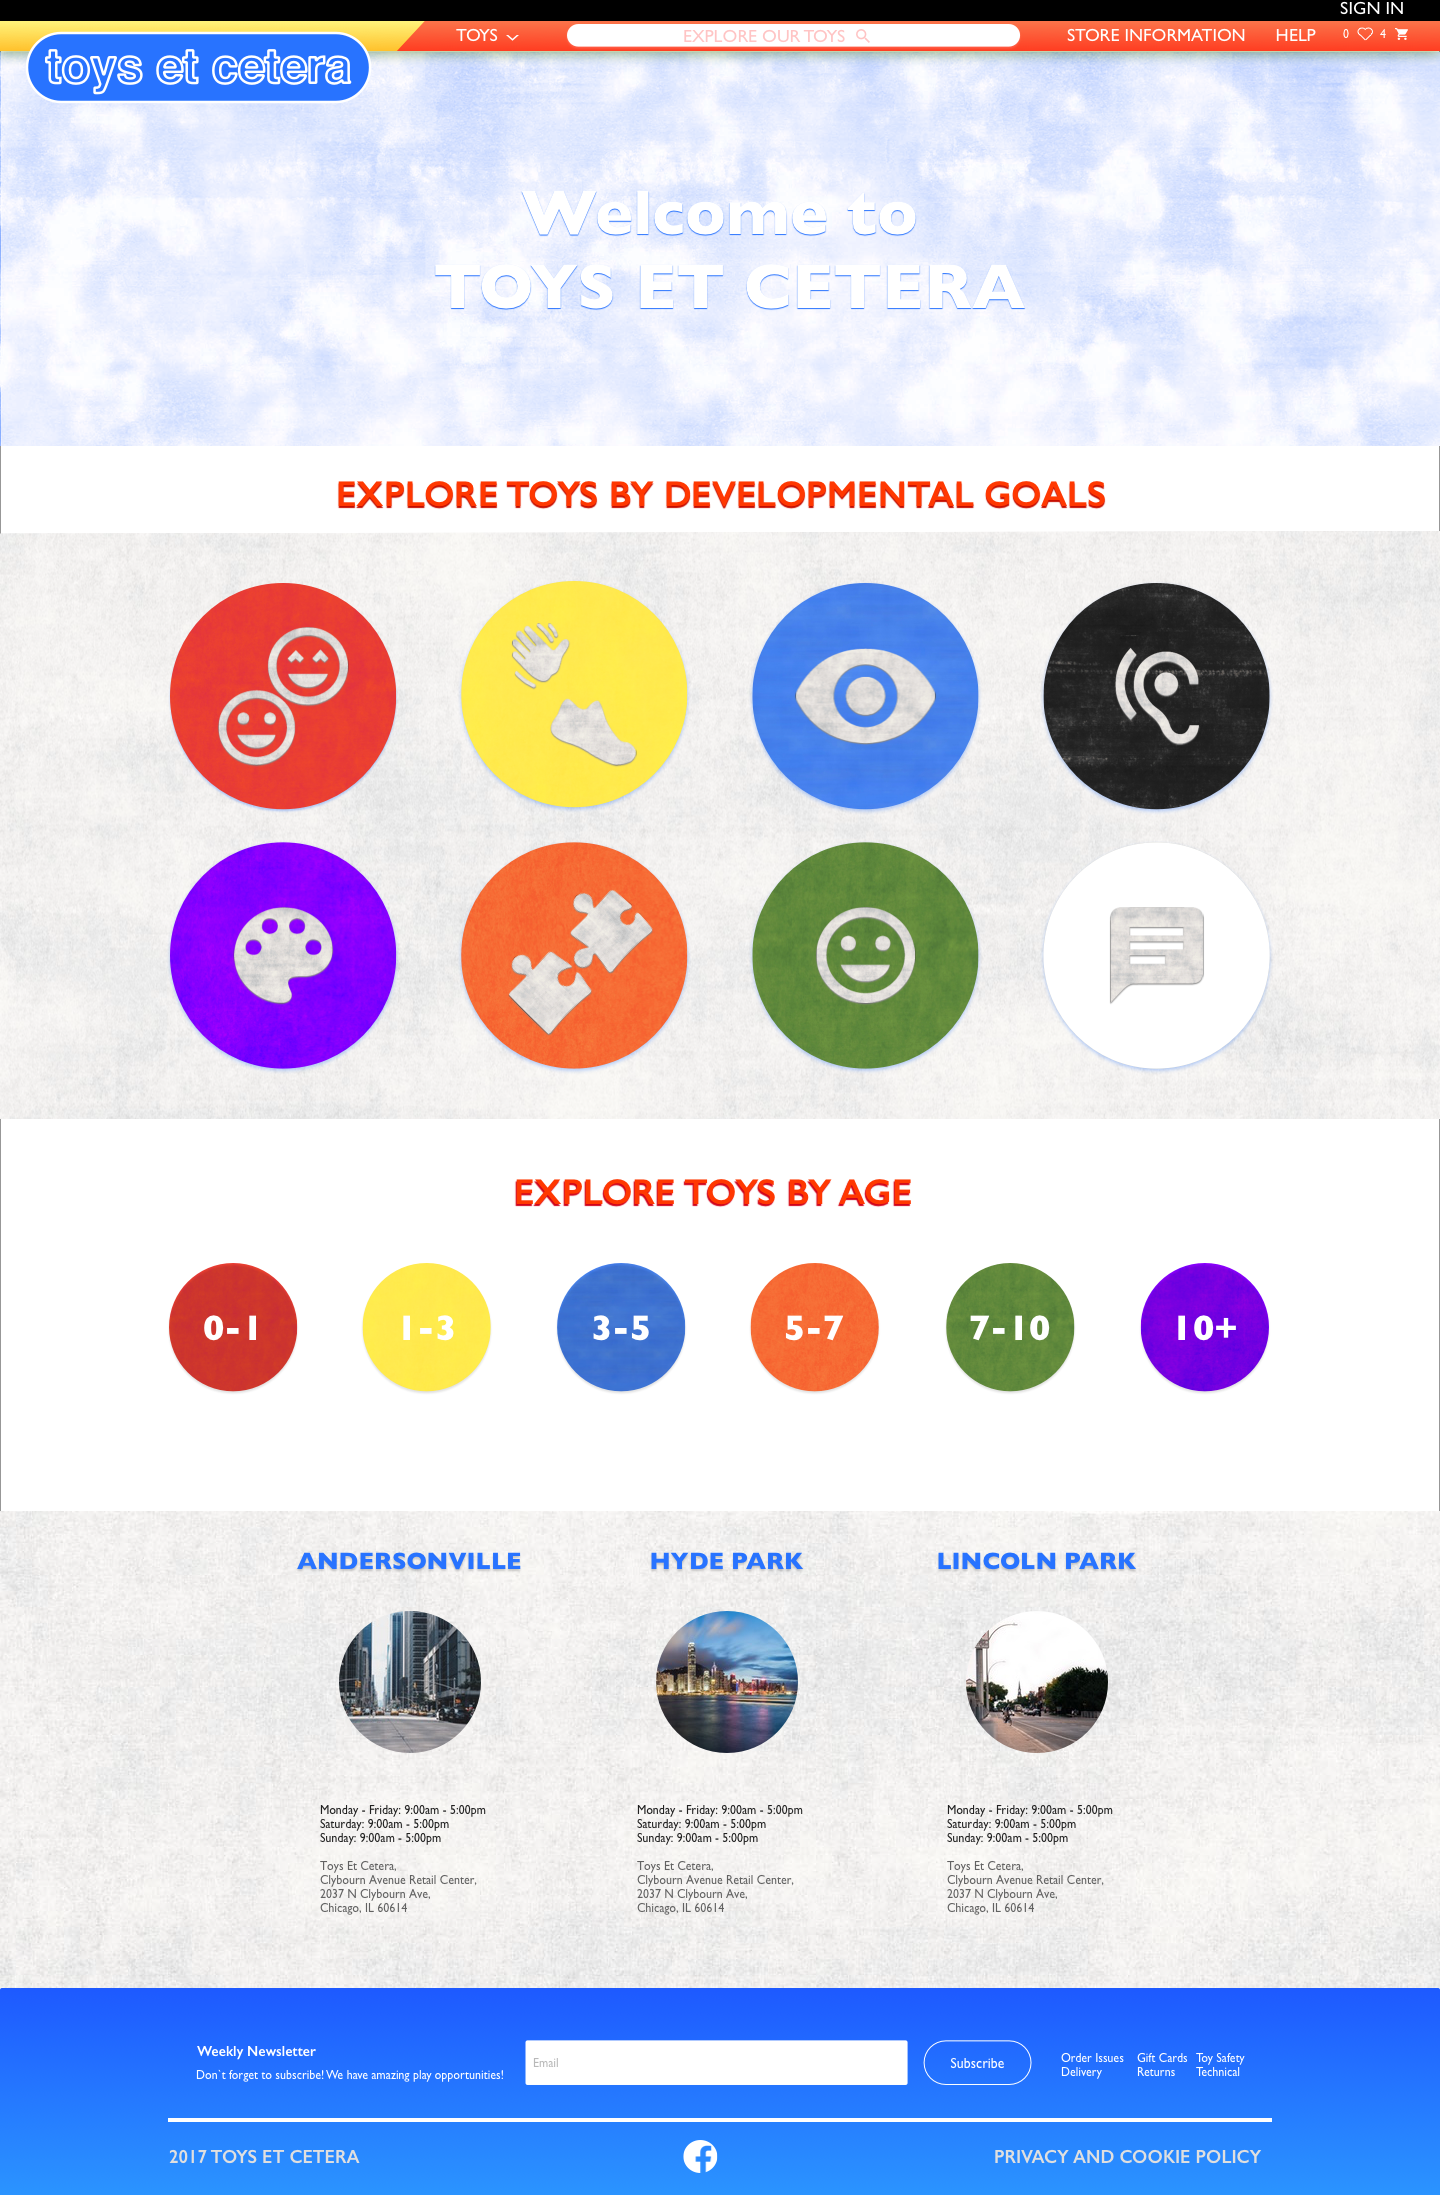 SIGN IN
toys et cetera
TOYS
EXPLORE OUR TOYS
STORE INFORMATION
HELP
0
4
Welcome to
TOYS ET CETERA
EXPLORE TOYS BY DEVELOPMENTAL GOALS
EXPLORE TOYS BY AGE
0-1
1-3
3-5
5-7
7-10
10+
ANDERSONVILLE
HYDE PARK
LINCOLN PARK
Monday - Friday: 9:00am - 5:00pm
Saturday: 9:00am - 5:00pm
Sunday: 9:00am - 5:00pm
Toys Et Cetera,
Clybourn Avenue Retail Center,
2037 N Clybourn Ave,
Chicago, IL 60614
Monday - Friday: 9:00am - 5:00pm
Saturday: 9:00am - 5:00pm
Sunday: 9:00am - 5:00pm
Toys Et Cetera,
Clybourn Avenue Retail Center,
2037 N Clybourn Ave,
Chicago, IL 60614
Monday - Friday: 9:00am - 5:00pm
Saturday: 9:00am - 5:00pm
Sunday: 9:00am - 5:00pm
Toys Et Cetera,
Clybourn Avenue Retail Center,
2037 N Clybourn Ave,
Chicago, IL 60614
Weekly Newsletter
Don`t forget to subscribe! We have amazing play opportunities!
Email
Subscribe
Order Issues
Delivery
Gift Cards
Returns
Toy Safety
Technical
2017 TOYS ET CETERA
PRIVACY AND COOKIE POLICY